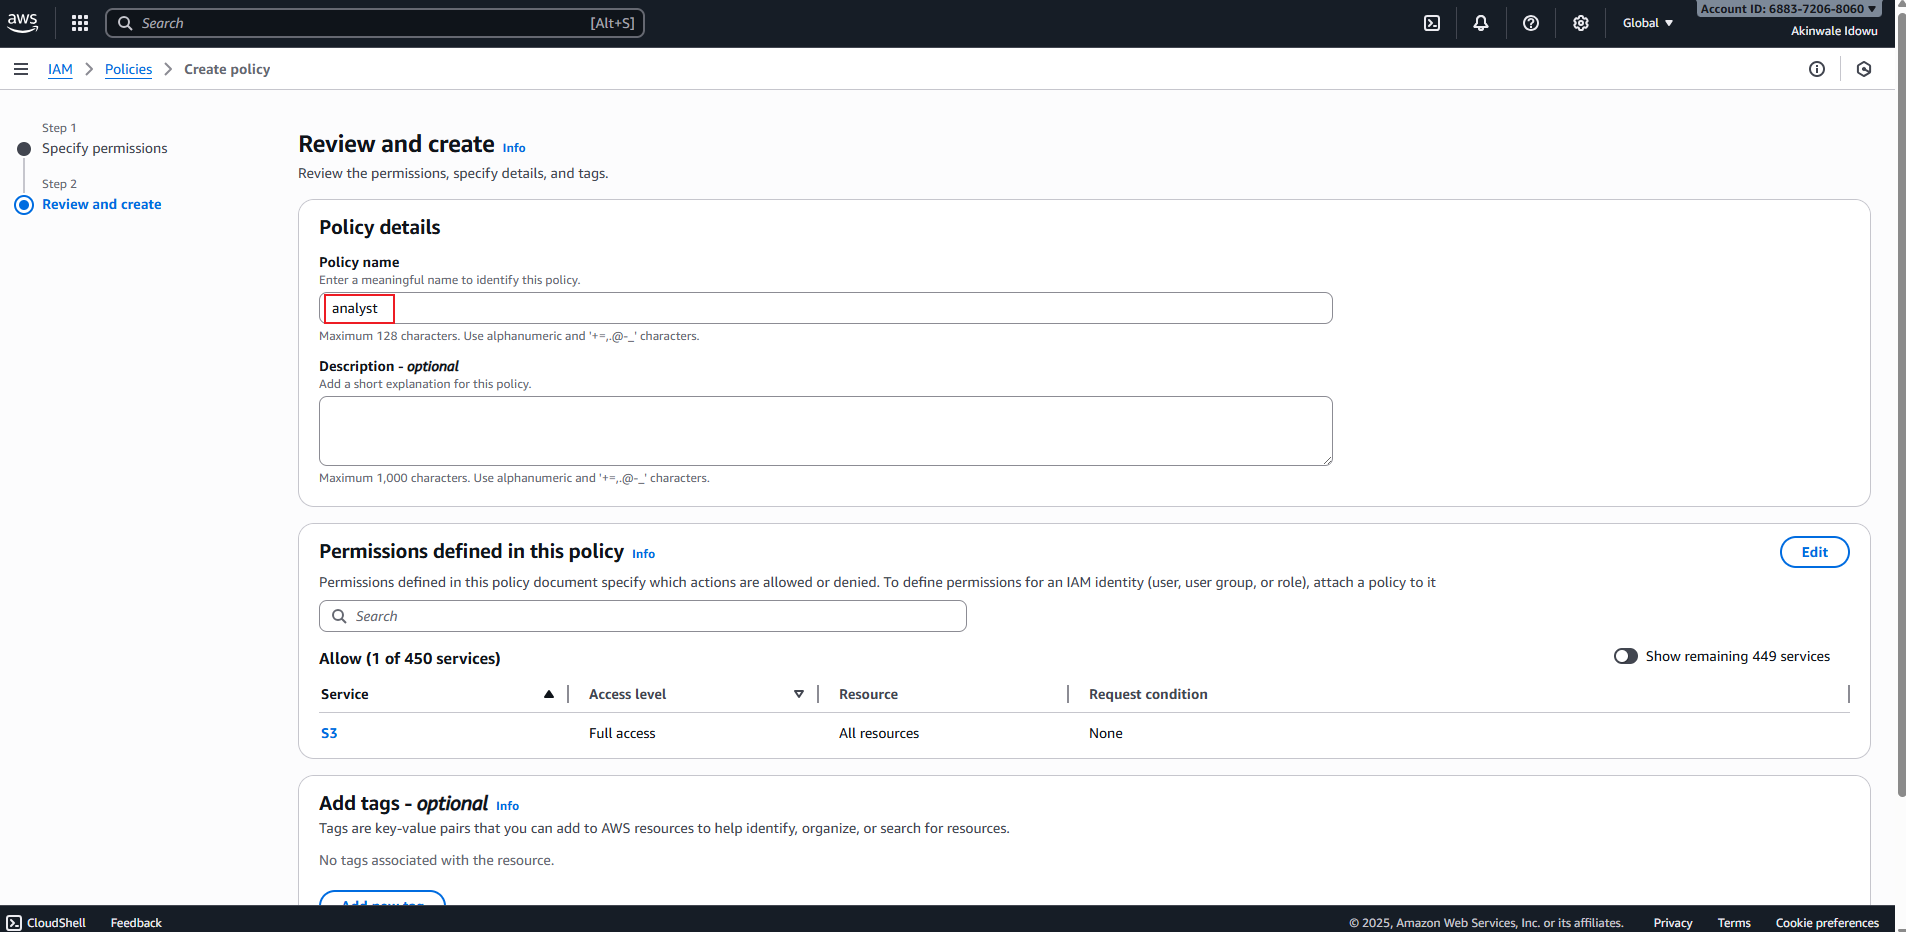 aws
Search
[Alt+S]
Global
Account ID: 6883-7206-8060
Akinwale Idowu
IAM
Policies
Create policy
Step 1
Specify permissions
Step 2
Review and create
Review and create Info
Review the permissions, specify details, and tags.
Policy details
Policy name
Enter a meaningful name to identify this policy.
analyst
Maximum 128 characters. Use alphanumeric and '+=,.@-_' characters.
Description - optional
Add a short explanation for this policy.
Maximum 1,000 characters. Use alphanumeric and '+=,.@-_' characters.
Permissions defined in this policy Info
Edit
Permissions defined in this policy document specify which actions are allowed or denied. To define permissions for an IAM identity (user, user group, or role), attach a policy to it
Search
Allow (1 of 450 services)
Show remaining 449 services
Service Access level Resource Request condition
S3 Full access All resources None
Add tags - optional Info
Tags are key-value pairs that you can add to AWS resources to help identify, organize, or search for resources.
No tags associated with the resource.
Add new tag
CloudShell
Feedback
© 2025, Amazon Web Services, Inc. or its affiliates.
Privacy
Terms
Cookie preferences